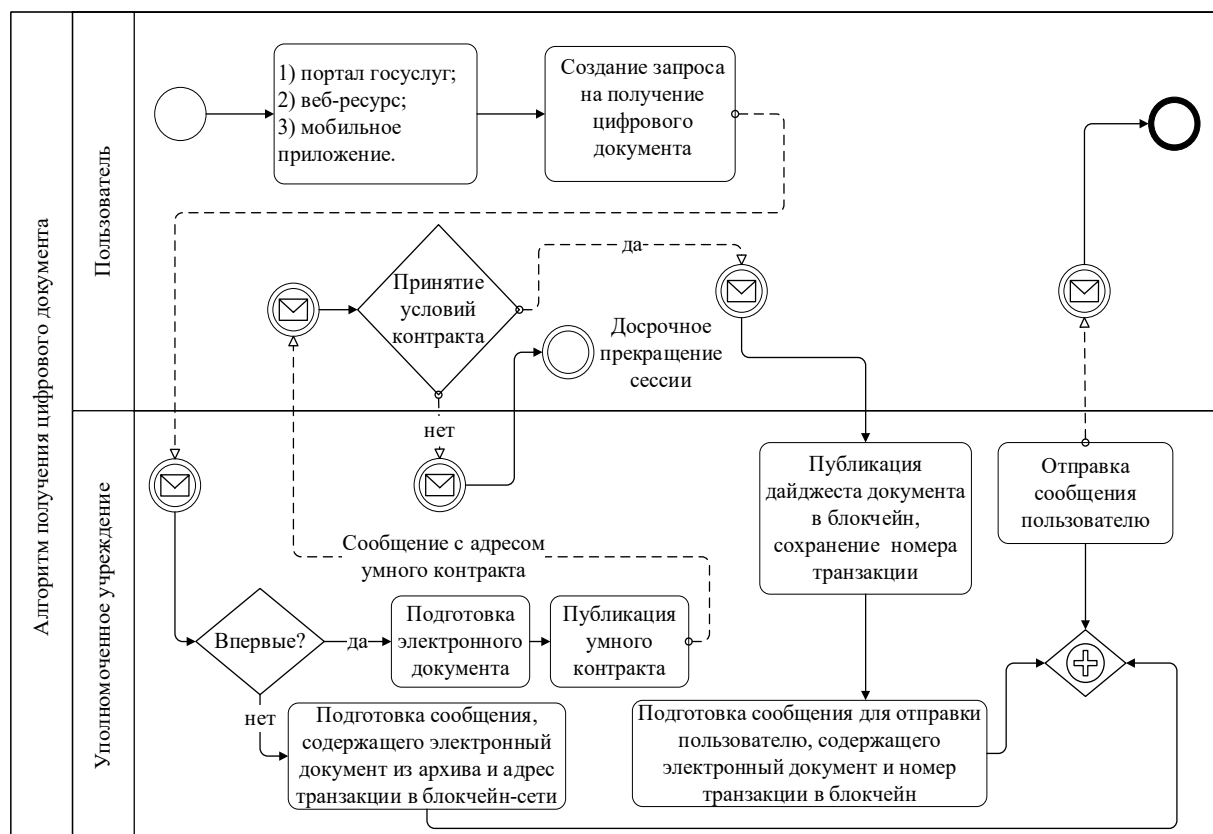 Алгоритм получения цифрового документа
Пользователь
1) портал госуслуг;
2) веб-ресурс;
3) мобильное
приложение.
Создание запроса
на получение
цифрового
документа
да
Принятие
условий
контракта
Досрочное
прекращение
сессии
нет
Уполномоченное учреждение
Публикация
дайджеста документа
в блокчейн,
сохранение номера
транзакции
Отправка
сообщения
пользователю
Сообщение с адресом
умного контракта
Впервые?
да
Подготовка
электронного
документа
Публикация
умного
контракта
нет
Подготовка сообщения,
содержащего электронный
документ из архива и адрес
транзакции в блокчейн-сети
Подготовка сообщения для отправки
пользователю, содержащего
электронный документ и номер
транзакции в блокчейн